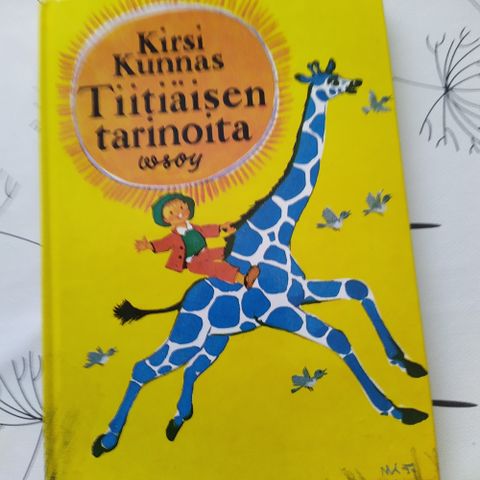 Kirsi
Kunnas
Tiitiäisen
tarinoita
wsoy